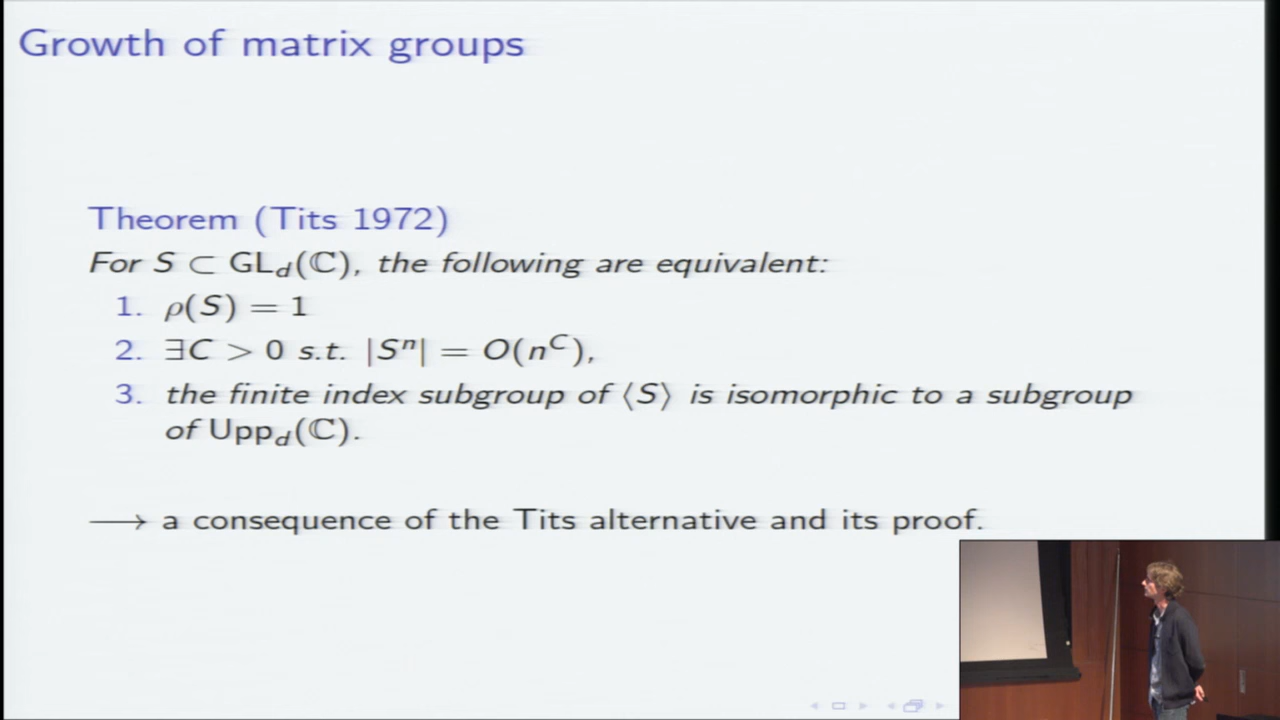 Growth of matrix groups
Theorem (Tits 1972)
For S ⊂ GL_d(ℂ), the following are equivalent:
1. ρ(S) = 1
2. ∃C > 0 s.t. |S^n| = O(n^C),
3. the finite index subgroup of ⟨S⟩ is isomorphic to a subgroup
of Upp_d(ℂ).
⟶ a consequence of the Tits alternative and its proof.